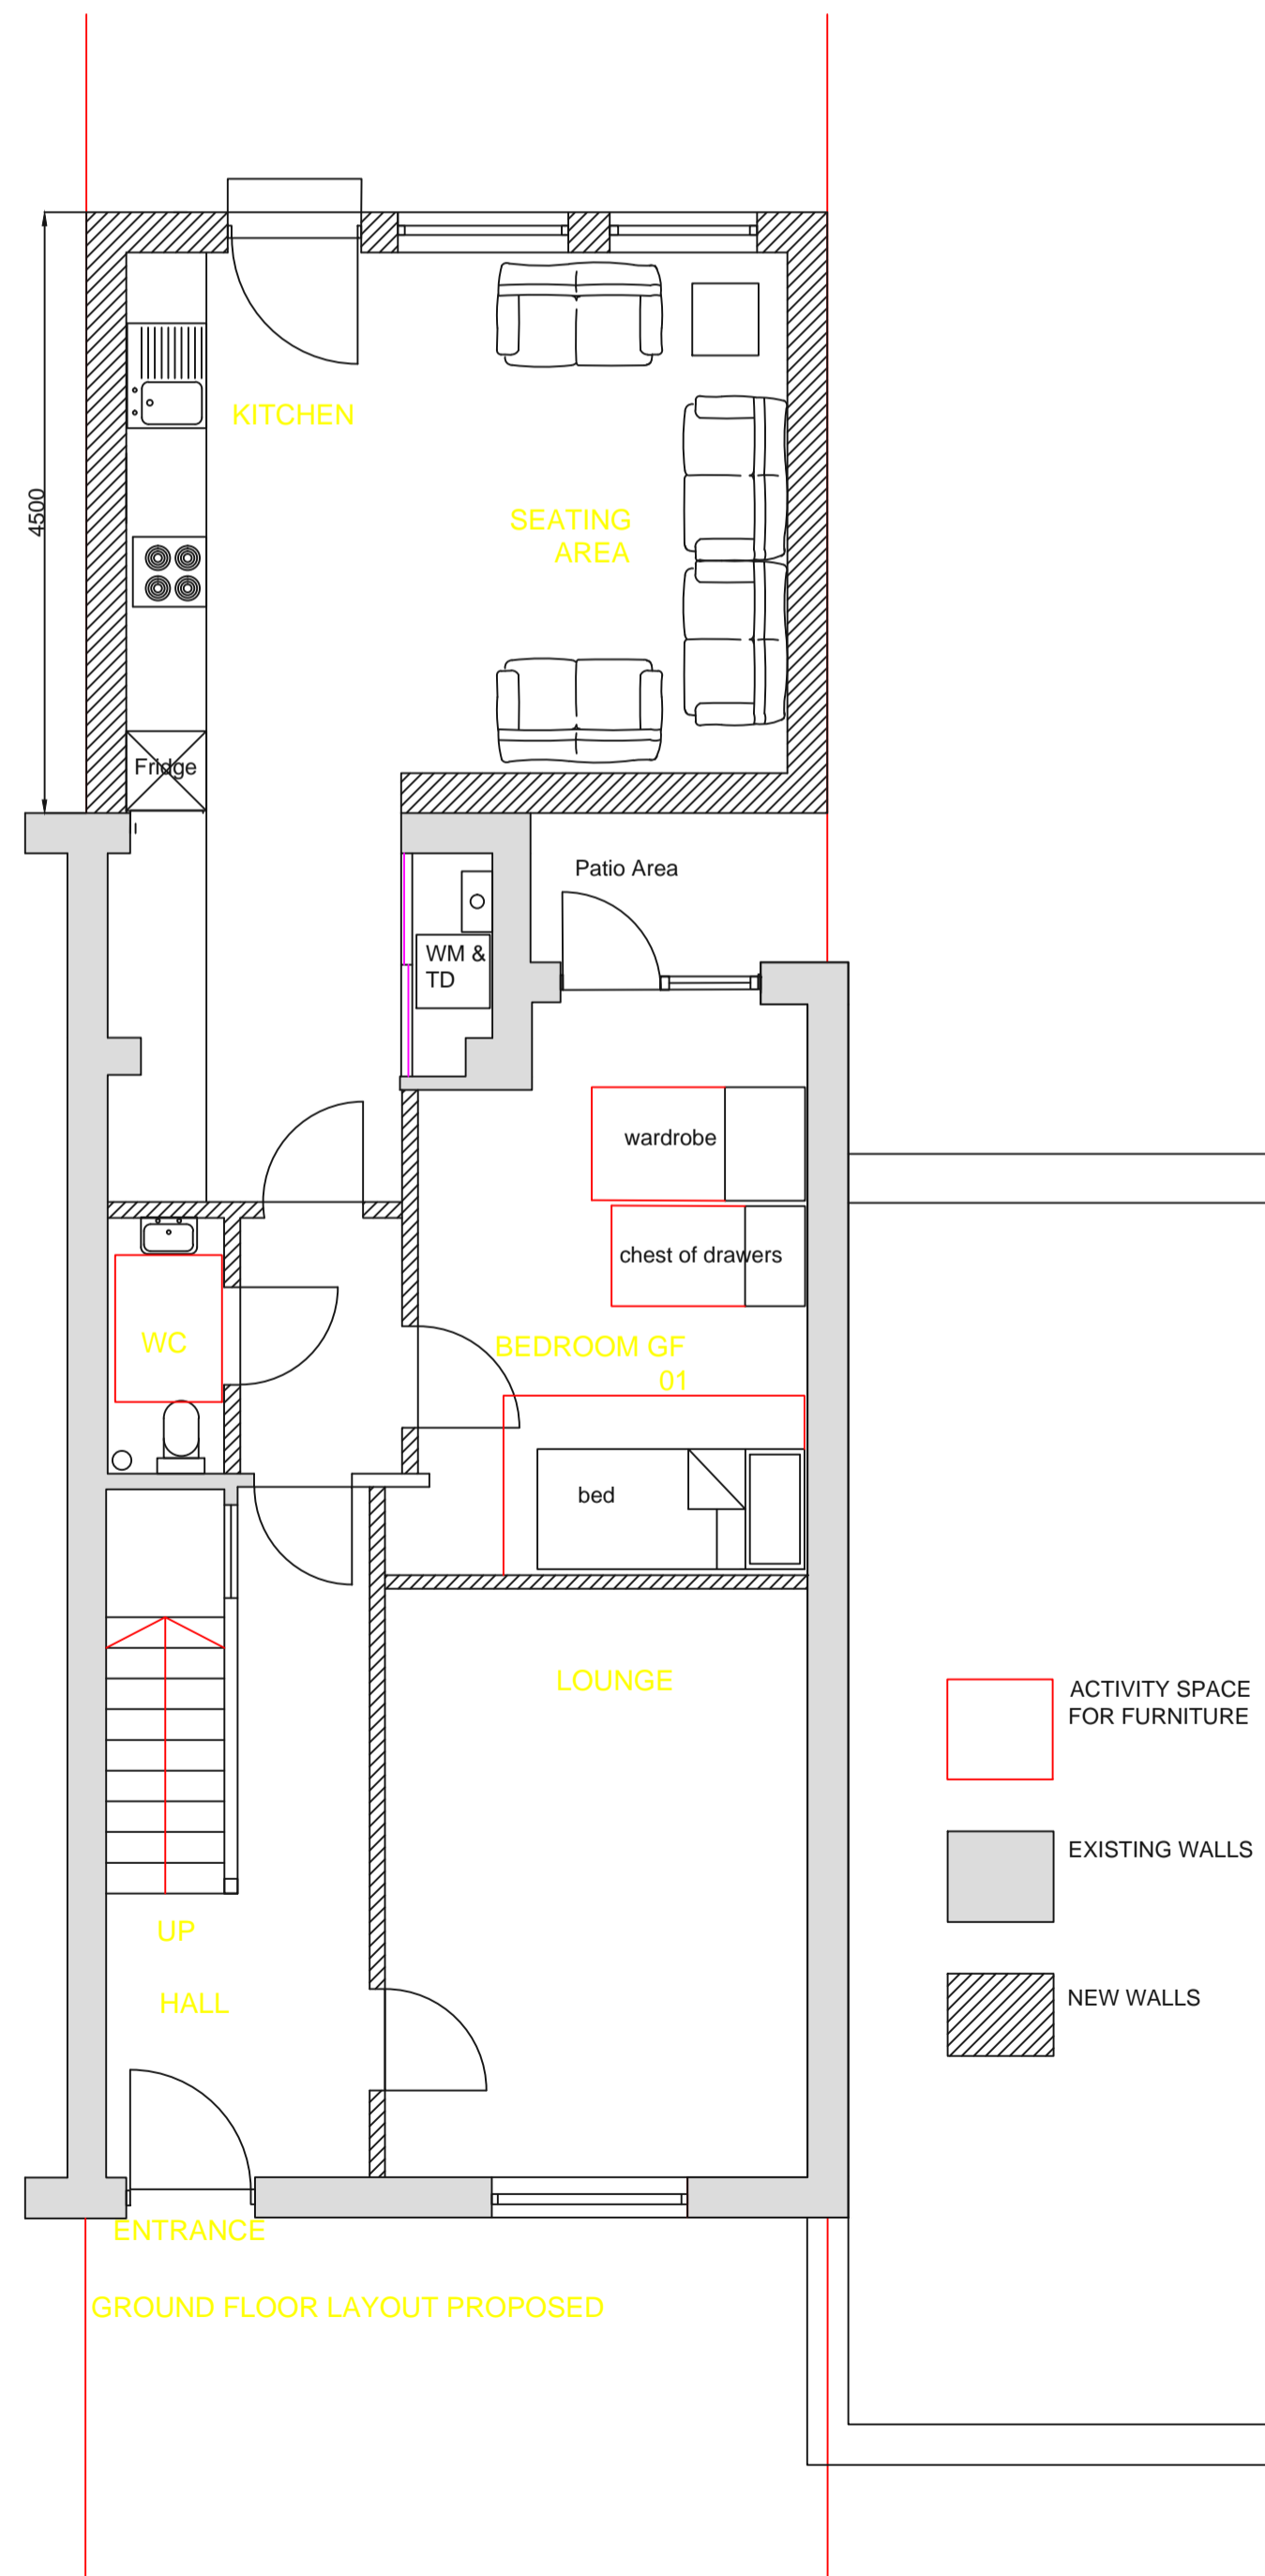 KITCHEN
4500
SEATING
AREA
Fridge
Patio Area
WM &
TD
wardrobe
chest of drawers
WC
BEDROOM GF
01
bed
LOUNGE
ACTIVITY SPACE
FOR FURNITURE
EXISTING WALLS
UP
NEW WALLS
HALL
ENTRANCE
GROUND FLOOR LAYOUT PROPOSED